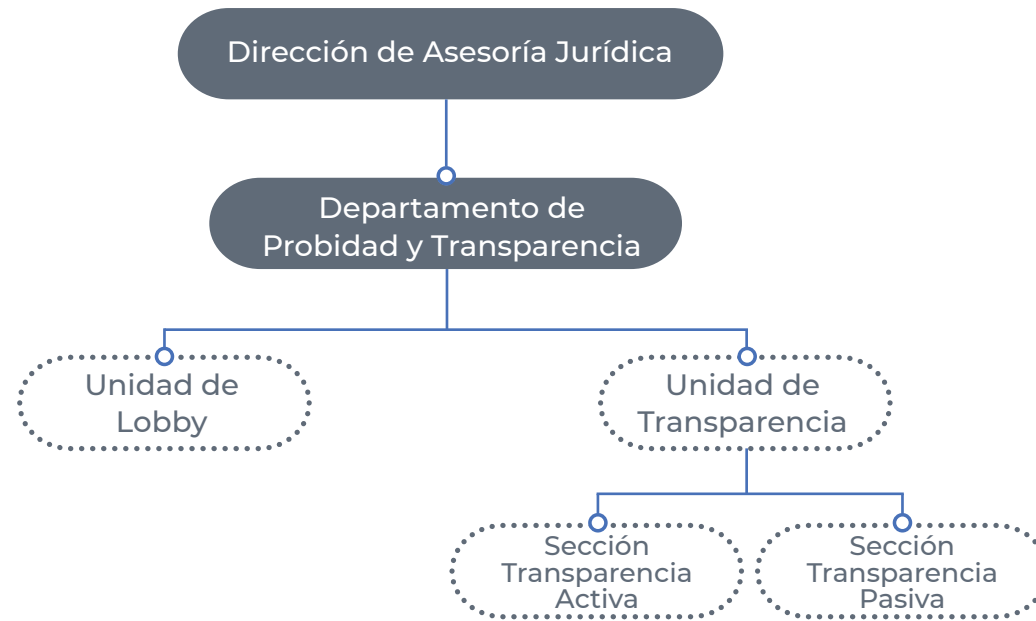 Dirección de Asesoría Jurídica
Departamento de
Probidad y Transparencia
Unidad de
Lobby
Unidad de
Transparencia
Sección
Transparencia
Activa
Sección
Transparencia
Pasiva